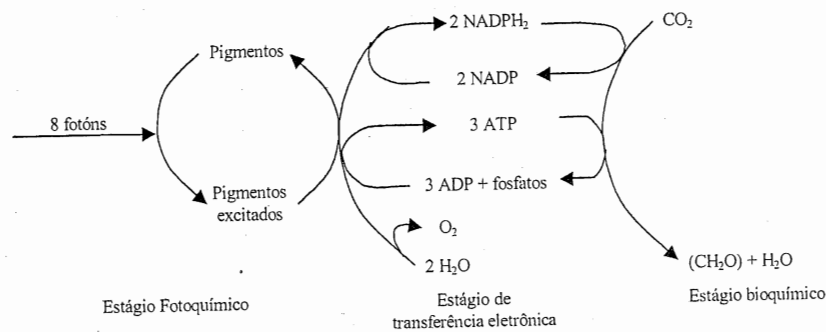 2 NADPH₂
CO₂
Pigmentos
2 NADP
8 fotóns
3 ATP
3 ADP + fosfatos
Pigmentos
excitados
O₂
2 H₂O
(CH₂O) + H₂O
Estágio Fotoquímico
Estágio de
transferência eletrônica
Estágio bioquímico